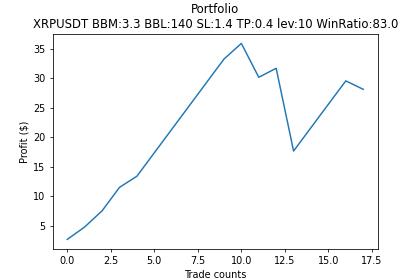 Portfolio
XRPUSDT BBM:3.3 BBL:140 SL:1.4 TP:0.4 lev:10 WinRatio:83.0
35
30
25
20
15
10
5
Profit ($)
0.0 2.5 5.0 7.5 10.0 12.5 15.0 17.5
Trade counts